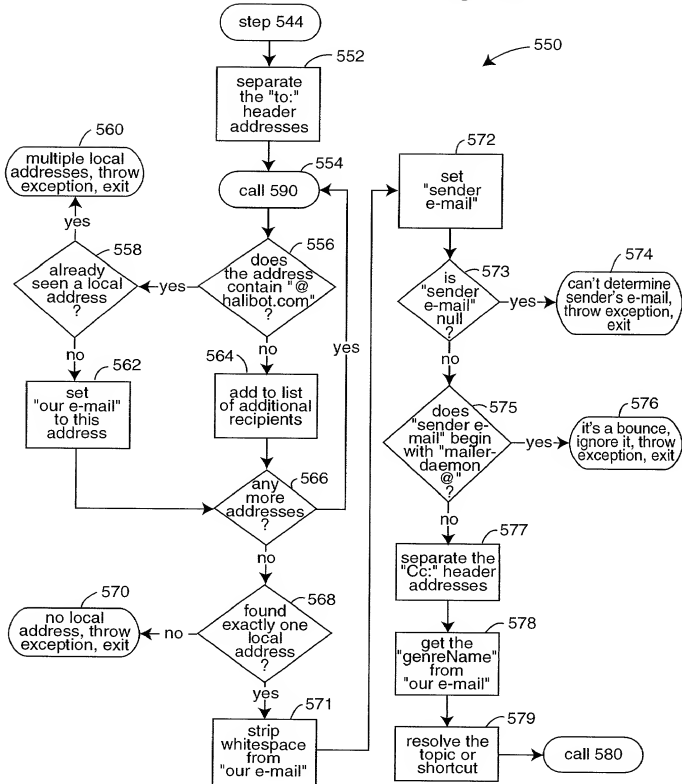 step 544
550
552
separate
the "to:"
header
addresses
554
call 590
556
does
the address
contain "@
halibot.com"
?
yes
558
already
seen a local
address
?
yes
560
multiple local
addresses, throw
exception, exit
no
562
set
"our e-mail"
to this
address
no
564
add to list
of additional
recipients
566
any
more
addresses
?
yes
no
568
found
exactly one
local
address
?
no
570
no local
address, throw
exception, exit
yes
571
strip
whitespace
from
"our e-mail"
572
set
"sender
e-mail"
573
is
"sender
e-mail"
null
?
yes
574
can't determine
sender's e-mail,
throw exception,
exit
no
575
does
"sender e-
mail" begin
with "mailer-
daemon
@"
?
yes
576
it's a bounce,
ignore it, throw
exception, exit
no
577
separate the
"Cc:" header
addresses
578
get the
"genreName"
from
"our e-mail"
579
resolve the
topic or
shortcut
call 580